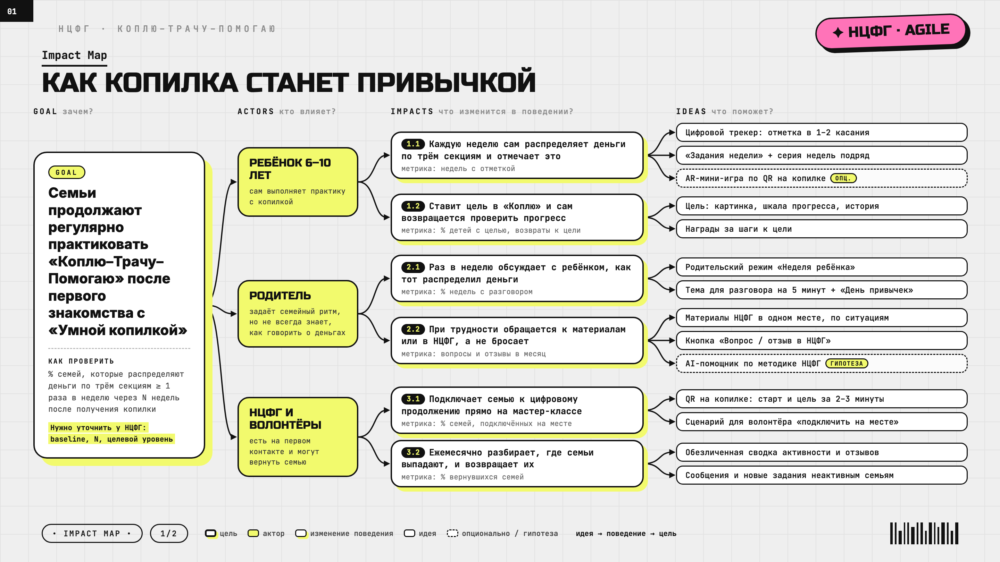 01
НЦФГ · КОПЛЮ-ТРАЧУ-ПОМОГАЮ
✦ НЦФГ · AGILE
Impact Map
КАК КОПИЛКА СТАНЕТ ПРИВЫЧКОЙ
GOAL зачем?
GOAL
Семьи
продолжают
регулярно
практиковать
«Коплю–Трачу–
Помогаю» после
первого
знакомства с
«Умной копилкой»
КАК ПРОВЕРИТЬ
% семей, которые распределяют
деньги по трём секциям ≥ 1
раза в неделю через N недель
после получения копилки
Нужно уточнить у НЦФГ:
baseline, N, целевой уровень
ACTORS кто влияет?
РЕБЁНОК 6–10
ЛЕТ
сам выполняет практику
с копилкой
РОДИТЕЛЬ
задаёт семейный ритм,
но не всегда знает,
как говорить о деньгах
НЦФГ И
ВОЛОНТЁРЫ
есть на первом
контакте и могут
вернуть семью
IMPACTS что изменится в поведении?
1.1 Каждую неделю сам распределяет деньги
по трём секциям и отмечает это
метрика: недель с отметкой
1.2 Ставит цель в «Коплю» и сам
возвращается проверить прогресс
метрика: % детей с целью, возвраты к цели
2.1 Раз в неделю обсуждает с ребёнком, как
тот распределил деньги
метрика: % недель с разговором
2.2 При трудности обращается к материалам
или в НЦФГ, а не бросает
метрика: вопросы и отзывы в месяц
3.1 Подключает семью к цифровому
продолжению прямо на мастер-классе
метрика: % семей, подключённых на месте
3.2 Ежемесячно разбирает, где семьи
выпадают, и возвращает их
метрика: % вернувшихся семей
IDEAS что поможет?
Цифровой трекер: отметка в 1–2 касания
«Задания недели» + серия недель подряд
AR-мини-игра по QR на копилке ОПЦ.
Цель: картинка, шкала прогресса, история
Награды за шаги к цели
Родительский режим «Неделя ребёнка»
Тема для разговора на 5 минут + «День привычек»
Материалы НЦФГ в одном месте, по ситуациям
Кнопка «Вопрос / отзыв в НЦФГ»
AI-помощник по методике НЦФГ ГИПОТЕЗА
QR на копилке: старт и цель за 2–3 минуты
Сценарий для волонтёра «подключить на месте»
Обезличенная сводка активности и отзывов
Сообщения и новые задания неактивным семьям
· IMPACT MAP ·
1/2
цель
актор
изменение поведения
идея
опционально / гипотеза
идея → поведение → цель